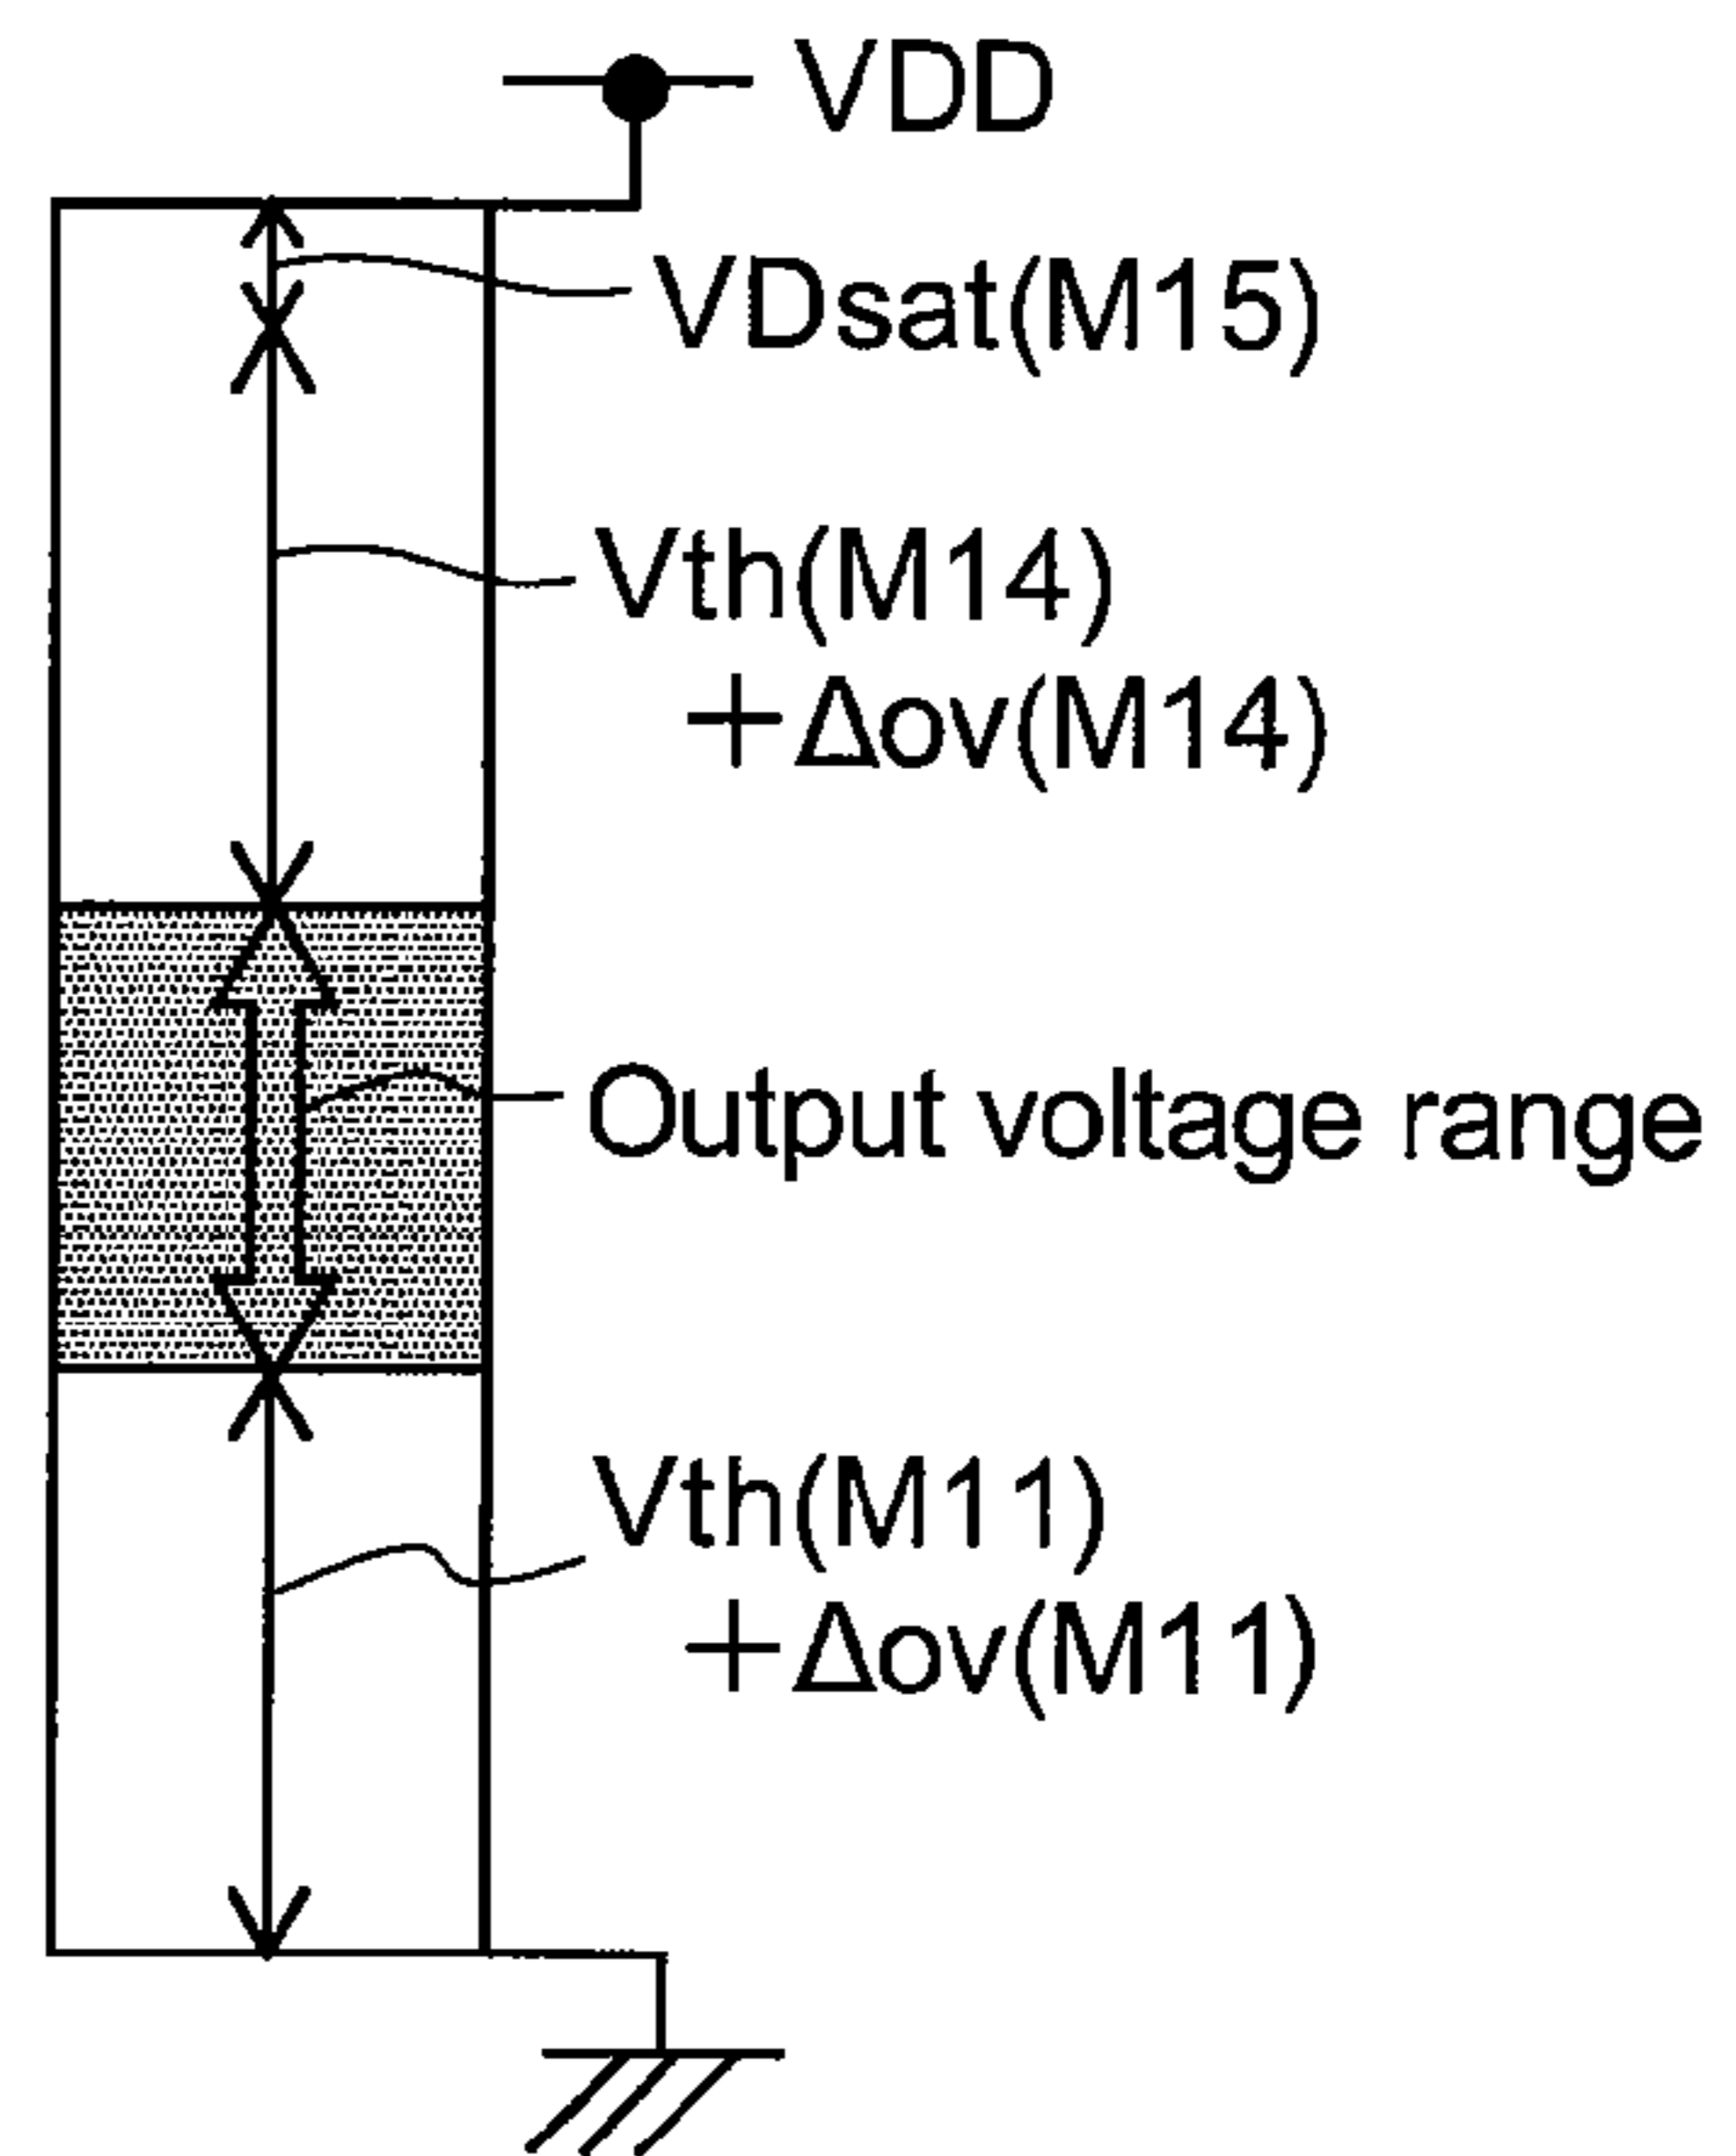 VDD
VDsat(M15)
Vth(M14)
+Δov(M14)
Output voltage range
Vth(M11)
+Δov(M11)